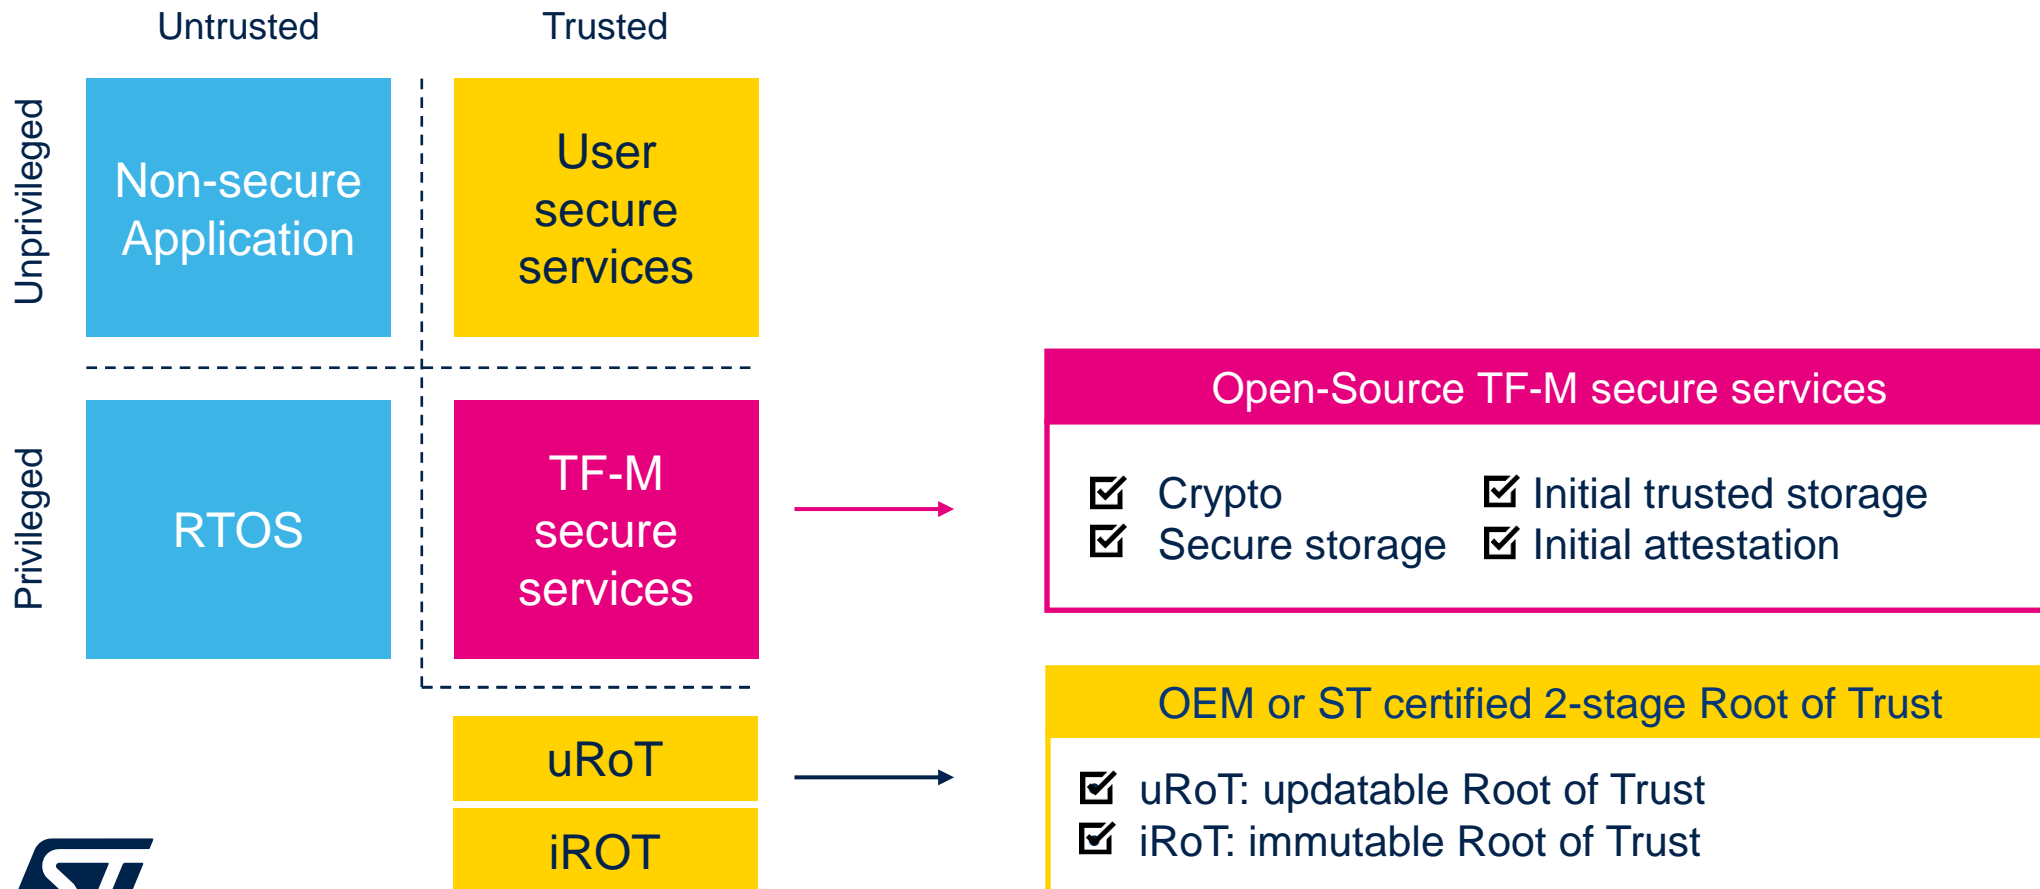 Untrusted
Trusted
Unprivileged
Non-secure
Application
User
secure
services
Privileged
RTOS
TF-M
secure
services
Open-Source TF-M secure services
Crypto
Initial trusted storage
Secure storage
Initial attestation
uRoT
iROT
OEM or ST certified 2-stage Root of Trust
uRoT: updatable Root of Trust
iRoT: immutable Root of Trust
ST